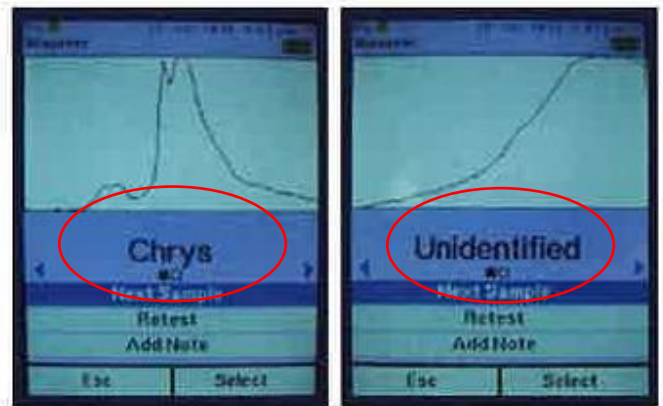 Chrys
Next Sample
Retest
Add Note
Esc Select
Unidentified
Next Sample
Retest
Add Note
Esc Select